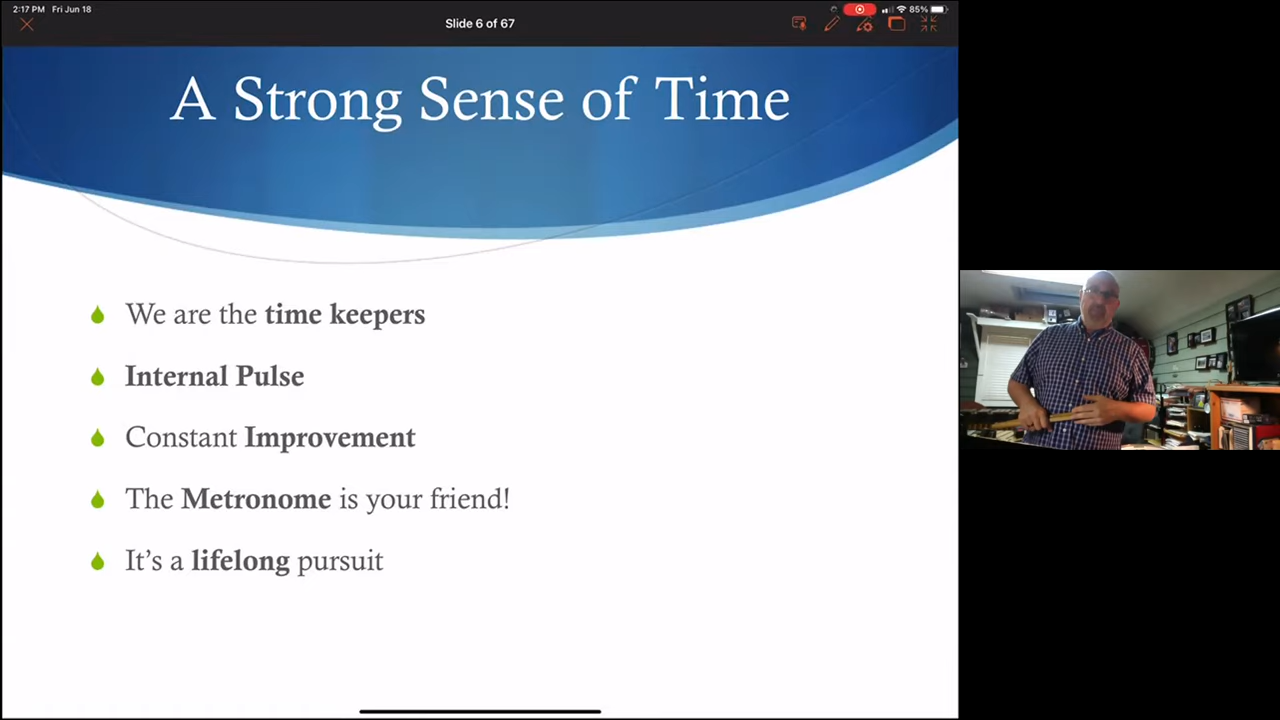 2:17 PM Fri Jun 18
85%
Slide 6 of 67
A Strong Sense of Time
We are the time keepers
Internal Pulse
Constant Improvement
The Metronome is your friend!
It's a lifelong pursuit